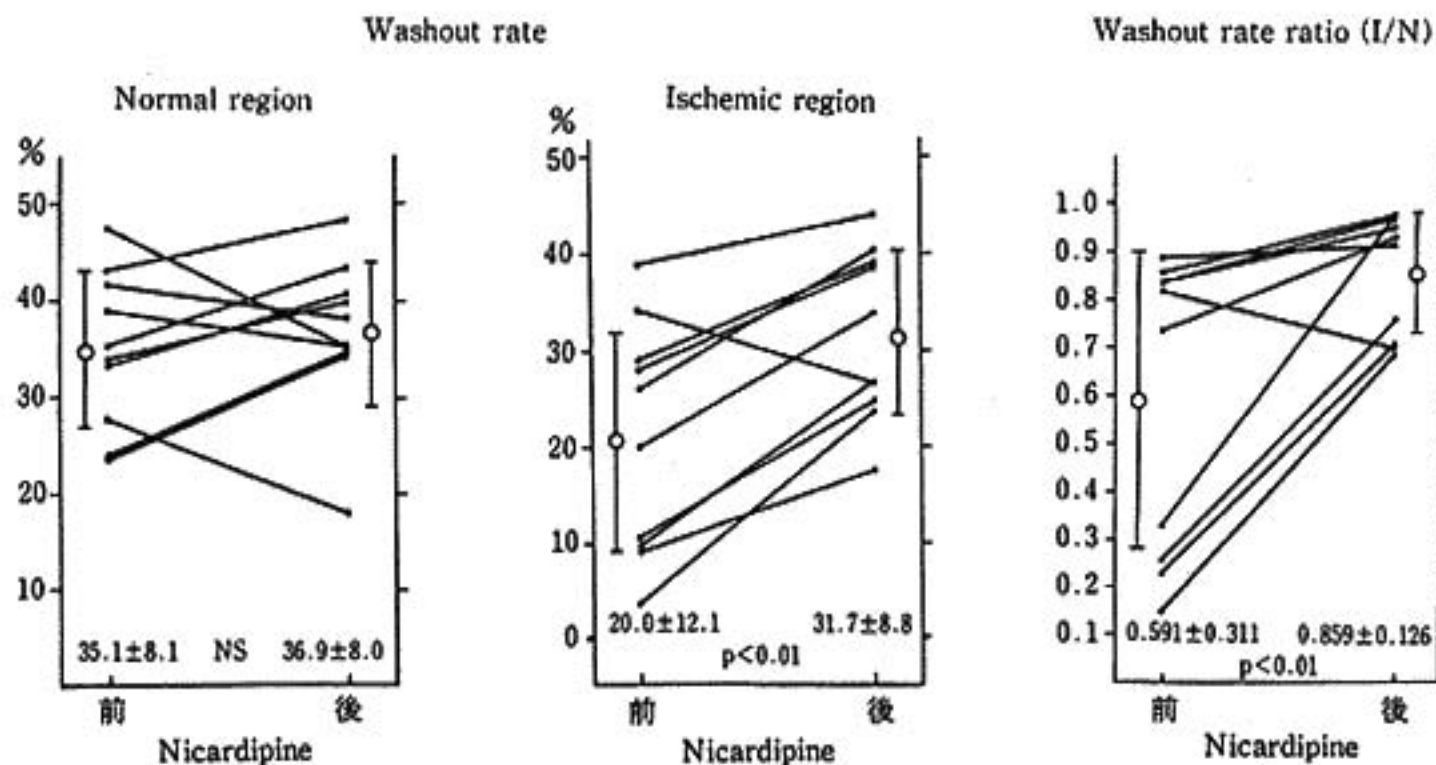 Washout rate
Washout rate ratio (I/N)
Normal region
Ischemic region
%
50
40
30
20
10
35.1±8.1 NS 36.9±8.0
前 後
Nicardipine
%
50
40
30
20
10
0
20.0±12.1 31.7±8.8
p<0.01
前 後
Nicardipine
1.0
0.9
0.8
0.7
0.6
0.5
0.4
0.3
0.2
0.1
0.591±0.311 0.859±0.126
p<0.01
前 後
Nicardipine